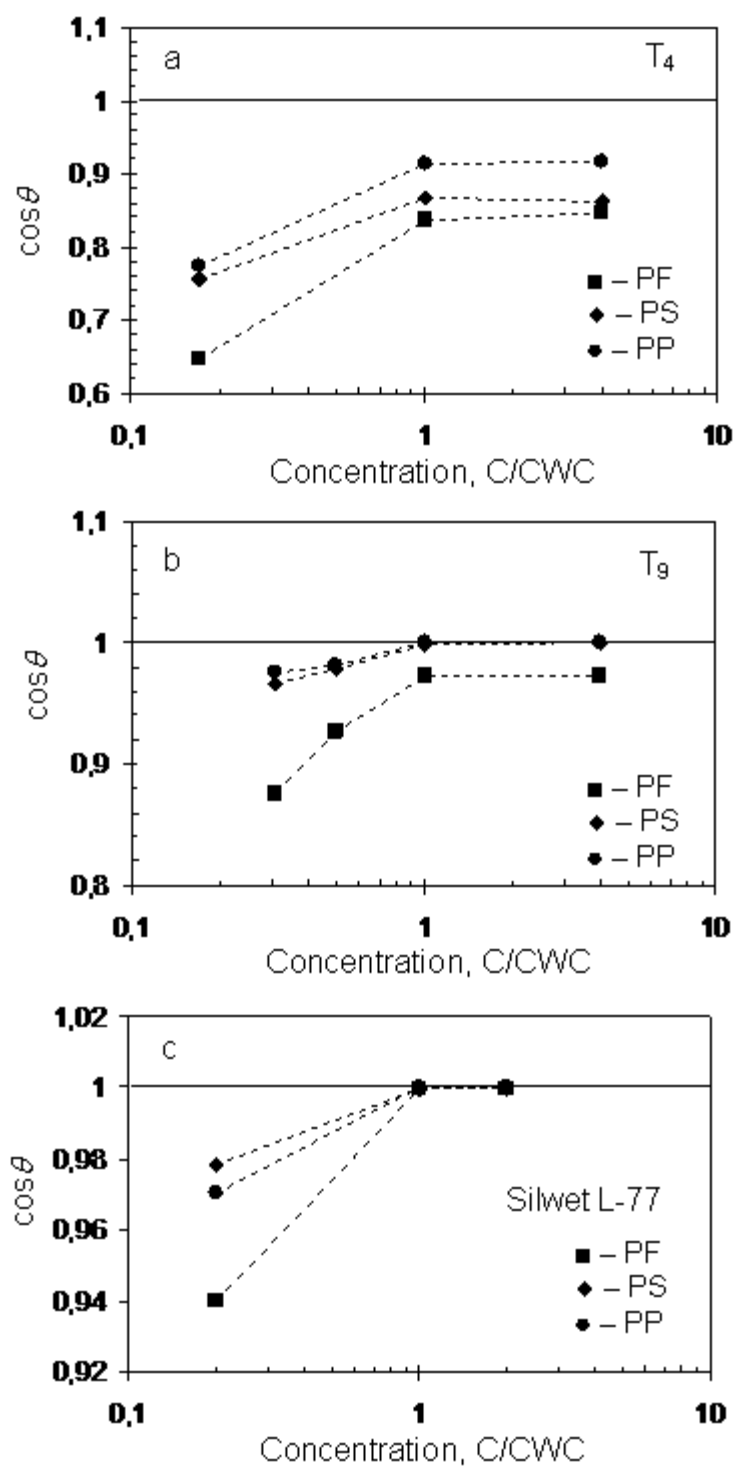 1,1
a T₄
1
0,9
cosθ
0,8
– PF
0,7
– PS
– PP
0,6
0,1 1 10
Concentration, C/CWC
1,1
b T₉
1
cosθ
0,9
– PF
– PS
– PP
0,8
0,1 1 10
Concentration, C/CWC
1,02
c
1
0,98
cosθ
Silwet L-77
0,96
– PF
– PS
0,94
– PP
0,92
0,1 1 10
Concentration, C/CWC